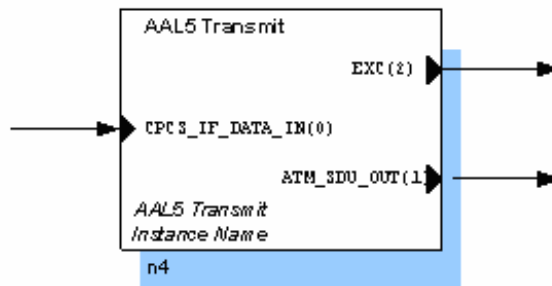 AAL5 Transmit
EXC(2)
CPCS_IF_DATA_IN(0)
ATM_SDU_OUT(1)
AAL5 Transmit
Instance Name
n4